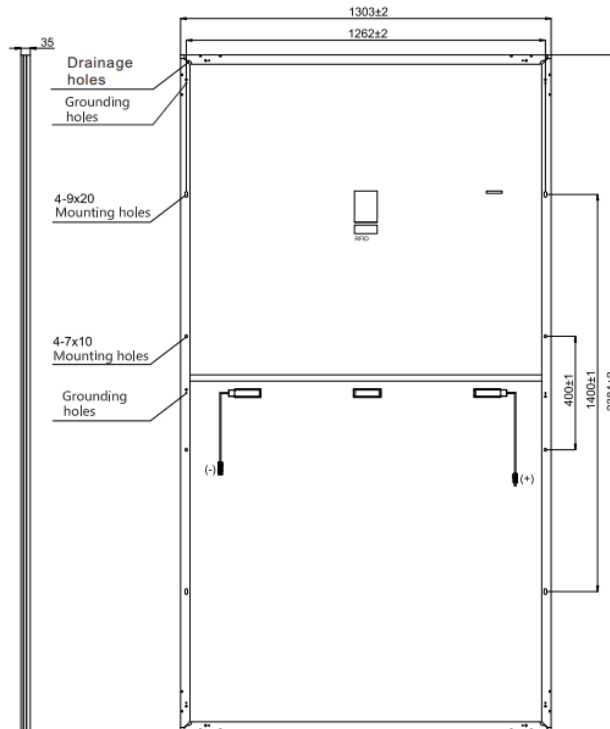 1303±2
1262±2
35
Drainage
holes
Grounding
holes
4-9x20
Mounting holes
RFID
4-7x10
Mounting holes
Grounding
holes
400±1
1400±1
(-)
(+)